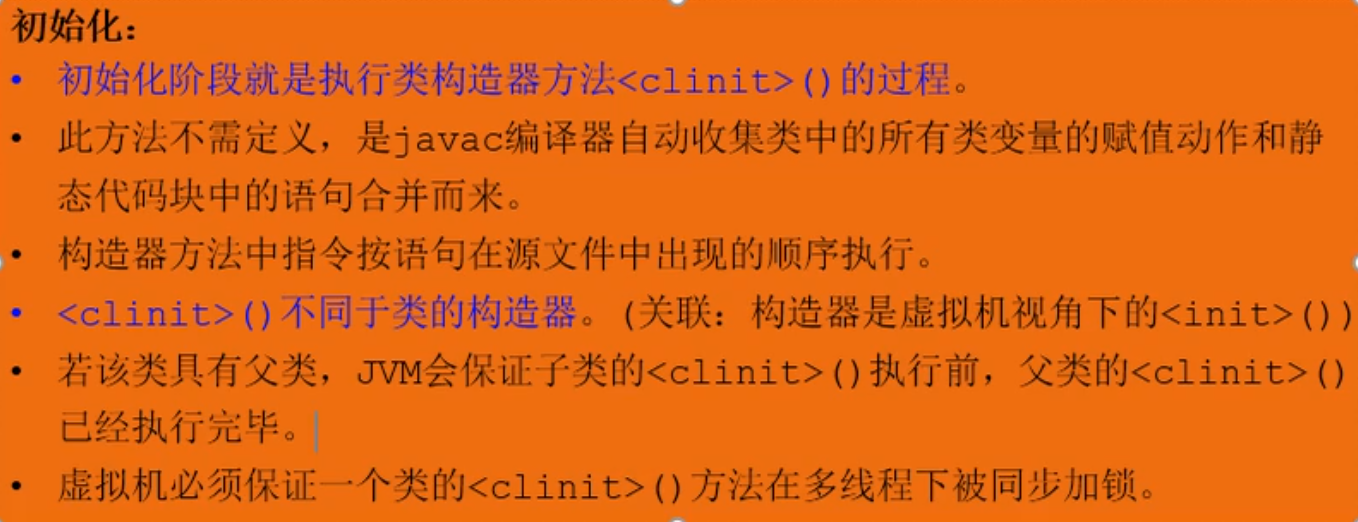 初始化：
• 初始化阶段就是执行类构造器方法<clinit>()的过程。
• 此方法不需定义，是javac编译器自动收集类中的所有类变量的赋值动作和静
态代码块中的语句合并而来。
• 构造器方法中指令按语句在源文件中出现的顺序执行。
• <clinit>()不同于类的构造器。(关联：构造器是虚拟机视角下的<init>())
• 若该类具有父类，JVM会保证子类的<clinit>()执行前，父类的<clinit>()
已经执行完毕。
• 虚拟机必须保证一个类的<clinit>()方法在多线程下被同步加锁。